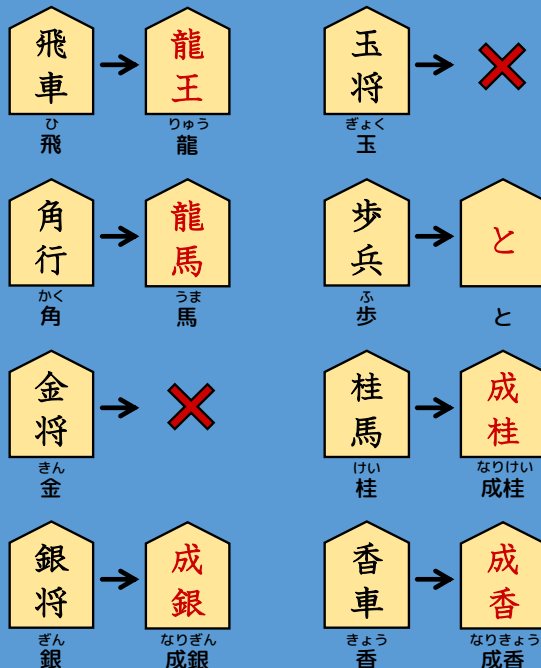 飛車
龍王
ひ
飛
りゅう
龍
玉将
ぎょく
玉
角行
龍馬
かく
角
うま
馬
歩兵
と
ふ
歩
と
金将
きん
金
桂馬
成桂
けい
桂
なりけい
成桂
銀将
成銀
ぎん
銀
なりぎん
成銀
香車
成香
きょう
香
なりきょう
成香